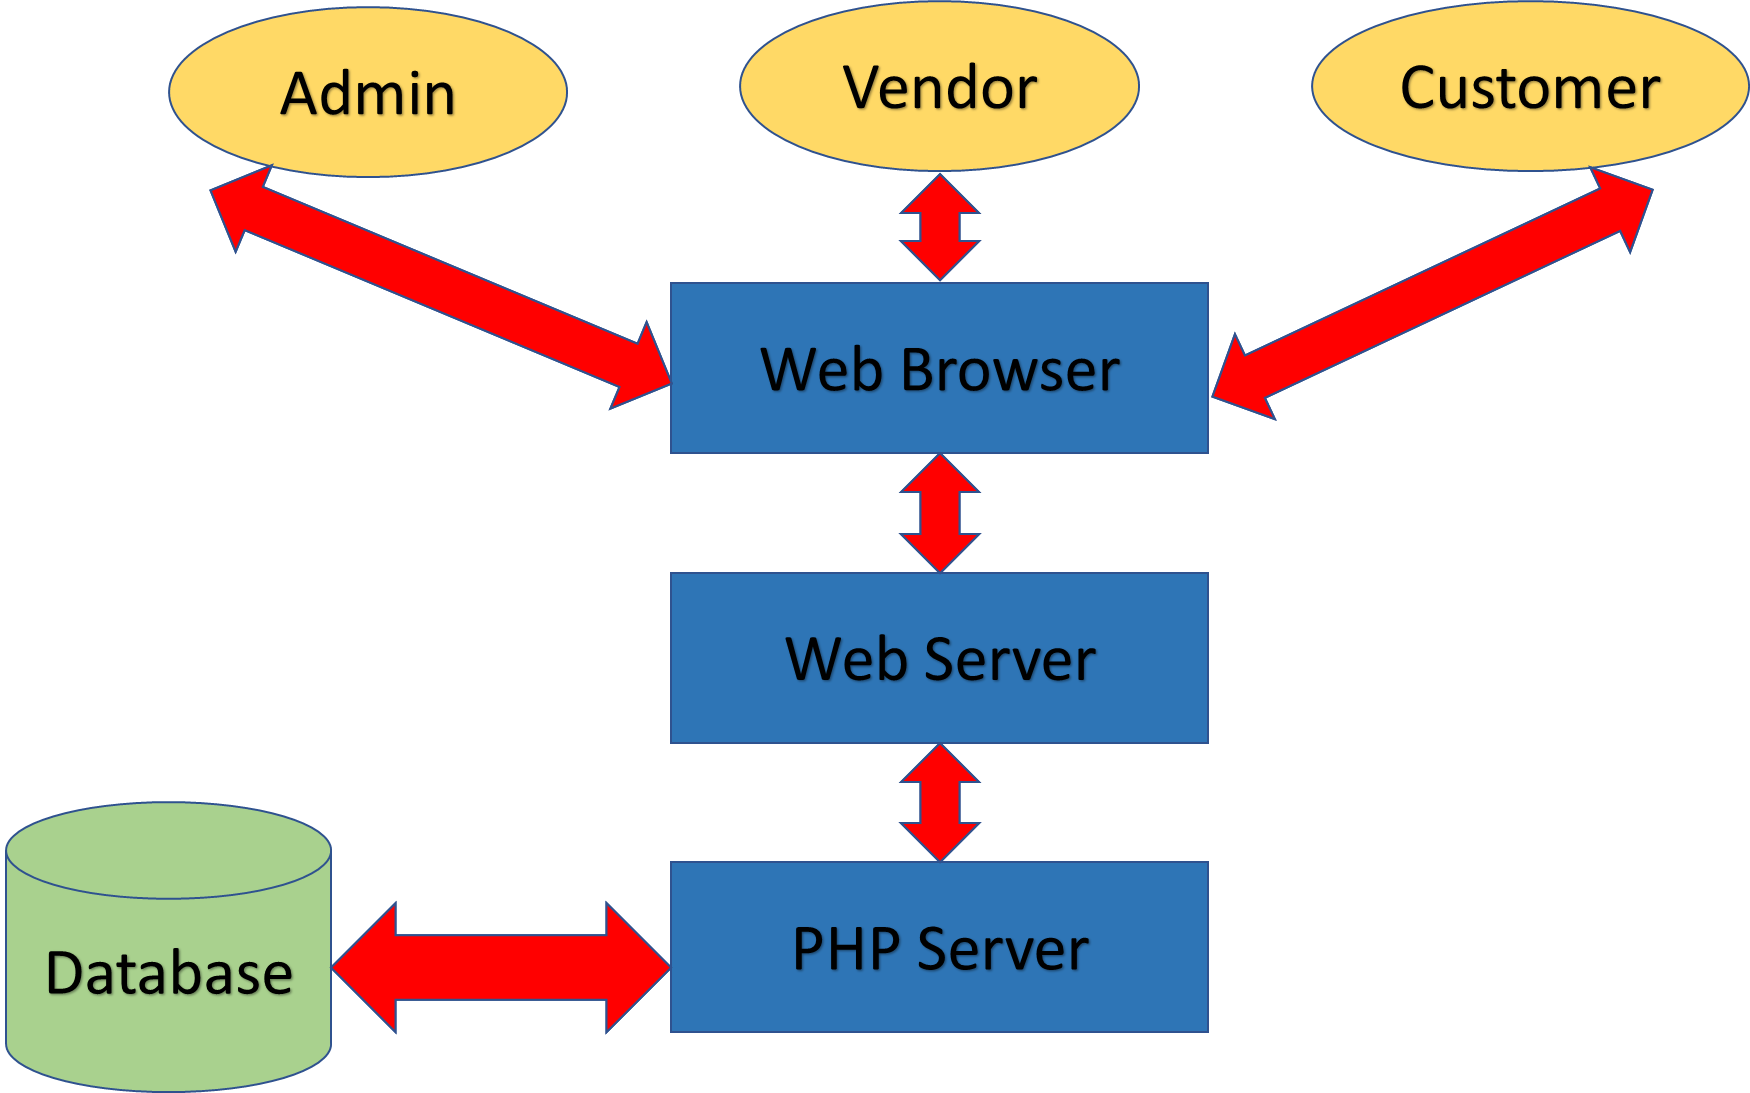 Admin
Vendor
Customer
Web Browser
Web Server
PHP Server
Database